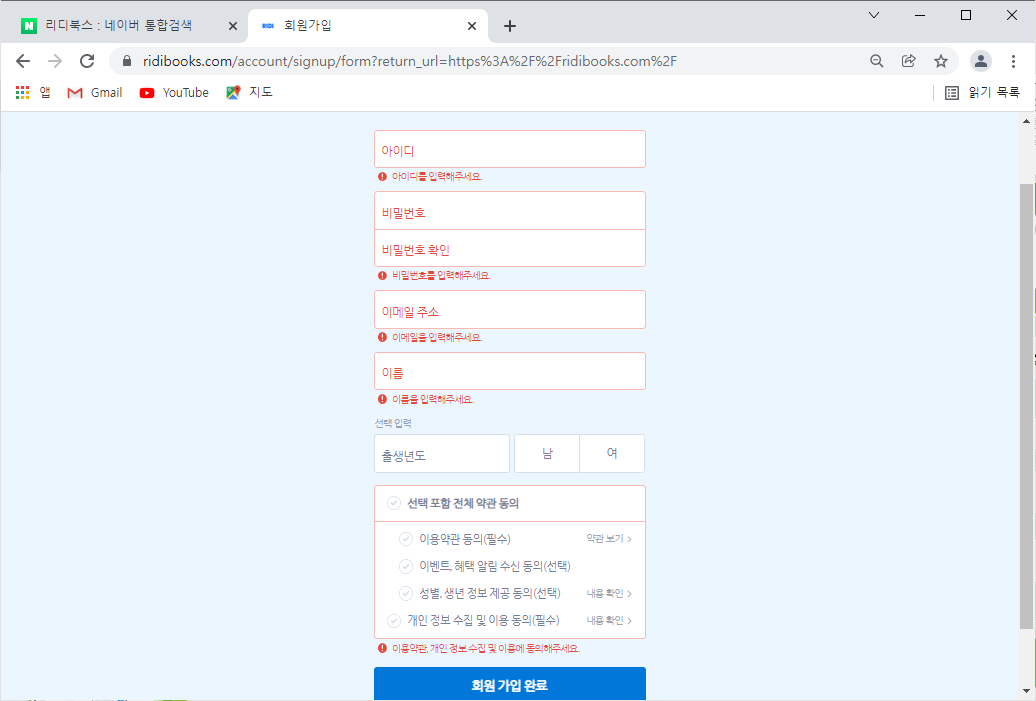 리디북스 : 네이버 통합검색
회원가입
ridibooks.com/account/signup/form?return_url=https%3A%2F%2Fridibooks.com%2F
앱 Gmail YouTube 지도 읽기 목록
아이디
아이디를 입력해주세요.
비밀번호
비밀번호 확인
비밀번호를 입력해주세요.
이메일 주소
이메일을 입력해주세요.
이름
이름을 입력해주세요.
선택 입력
출생년도 남 여
선택 포함 전체 약관 동의
이용약관 동의(필수) 약관 보기
이벤트, 혜택 알림 수신 동의(선택)
성별, 생년 정보 제공 동의(선택) 내용 확인
개인 정보 수집 및 이용 동의(필수) 내용 확인
이용약관, 개인 정보 수집 및 이용에 동의해주세요.
회원 가입 완료